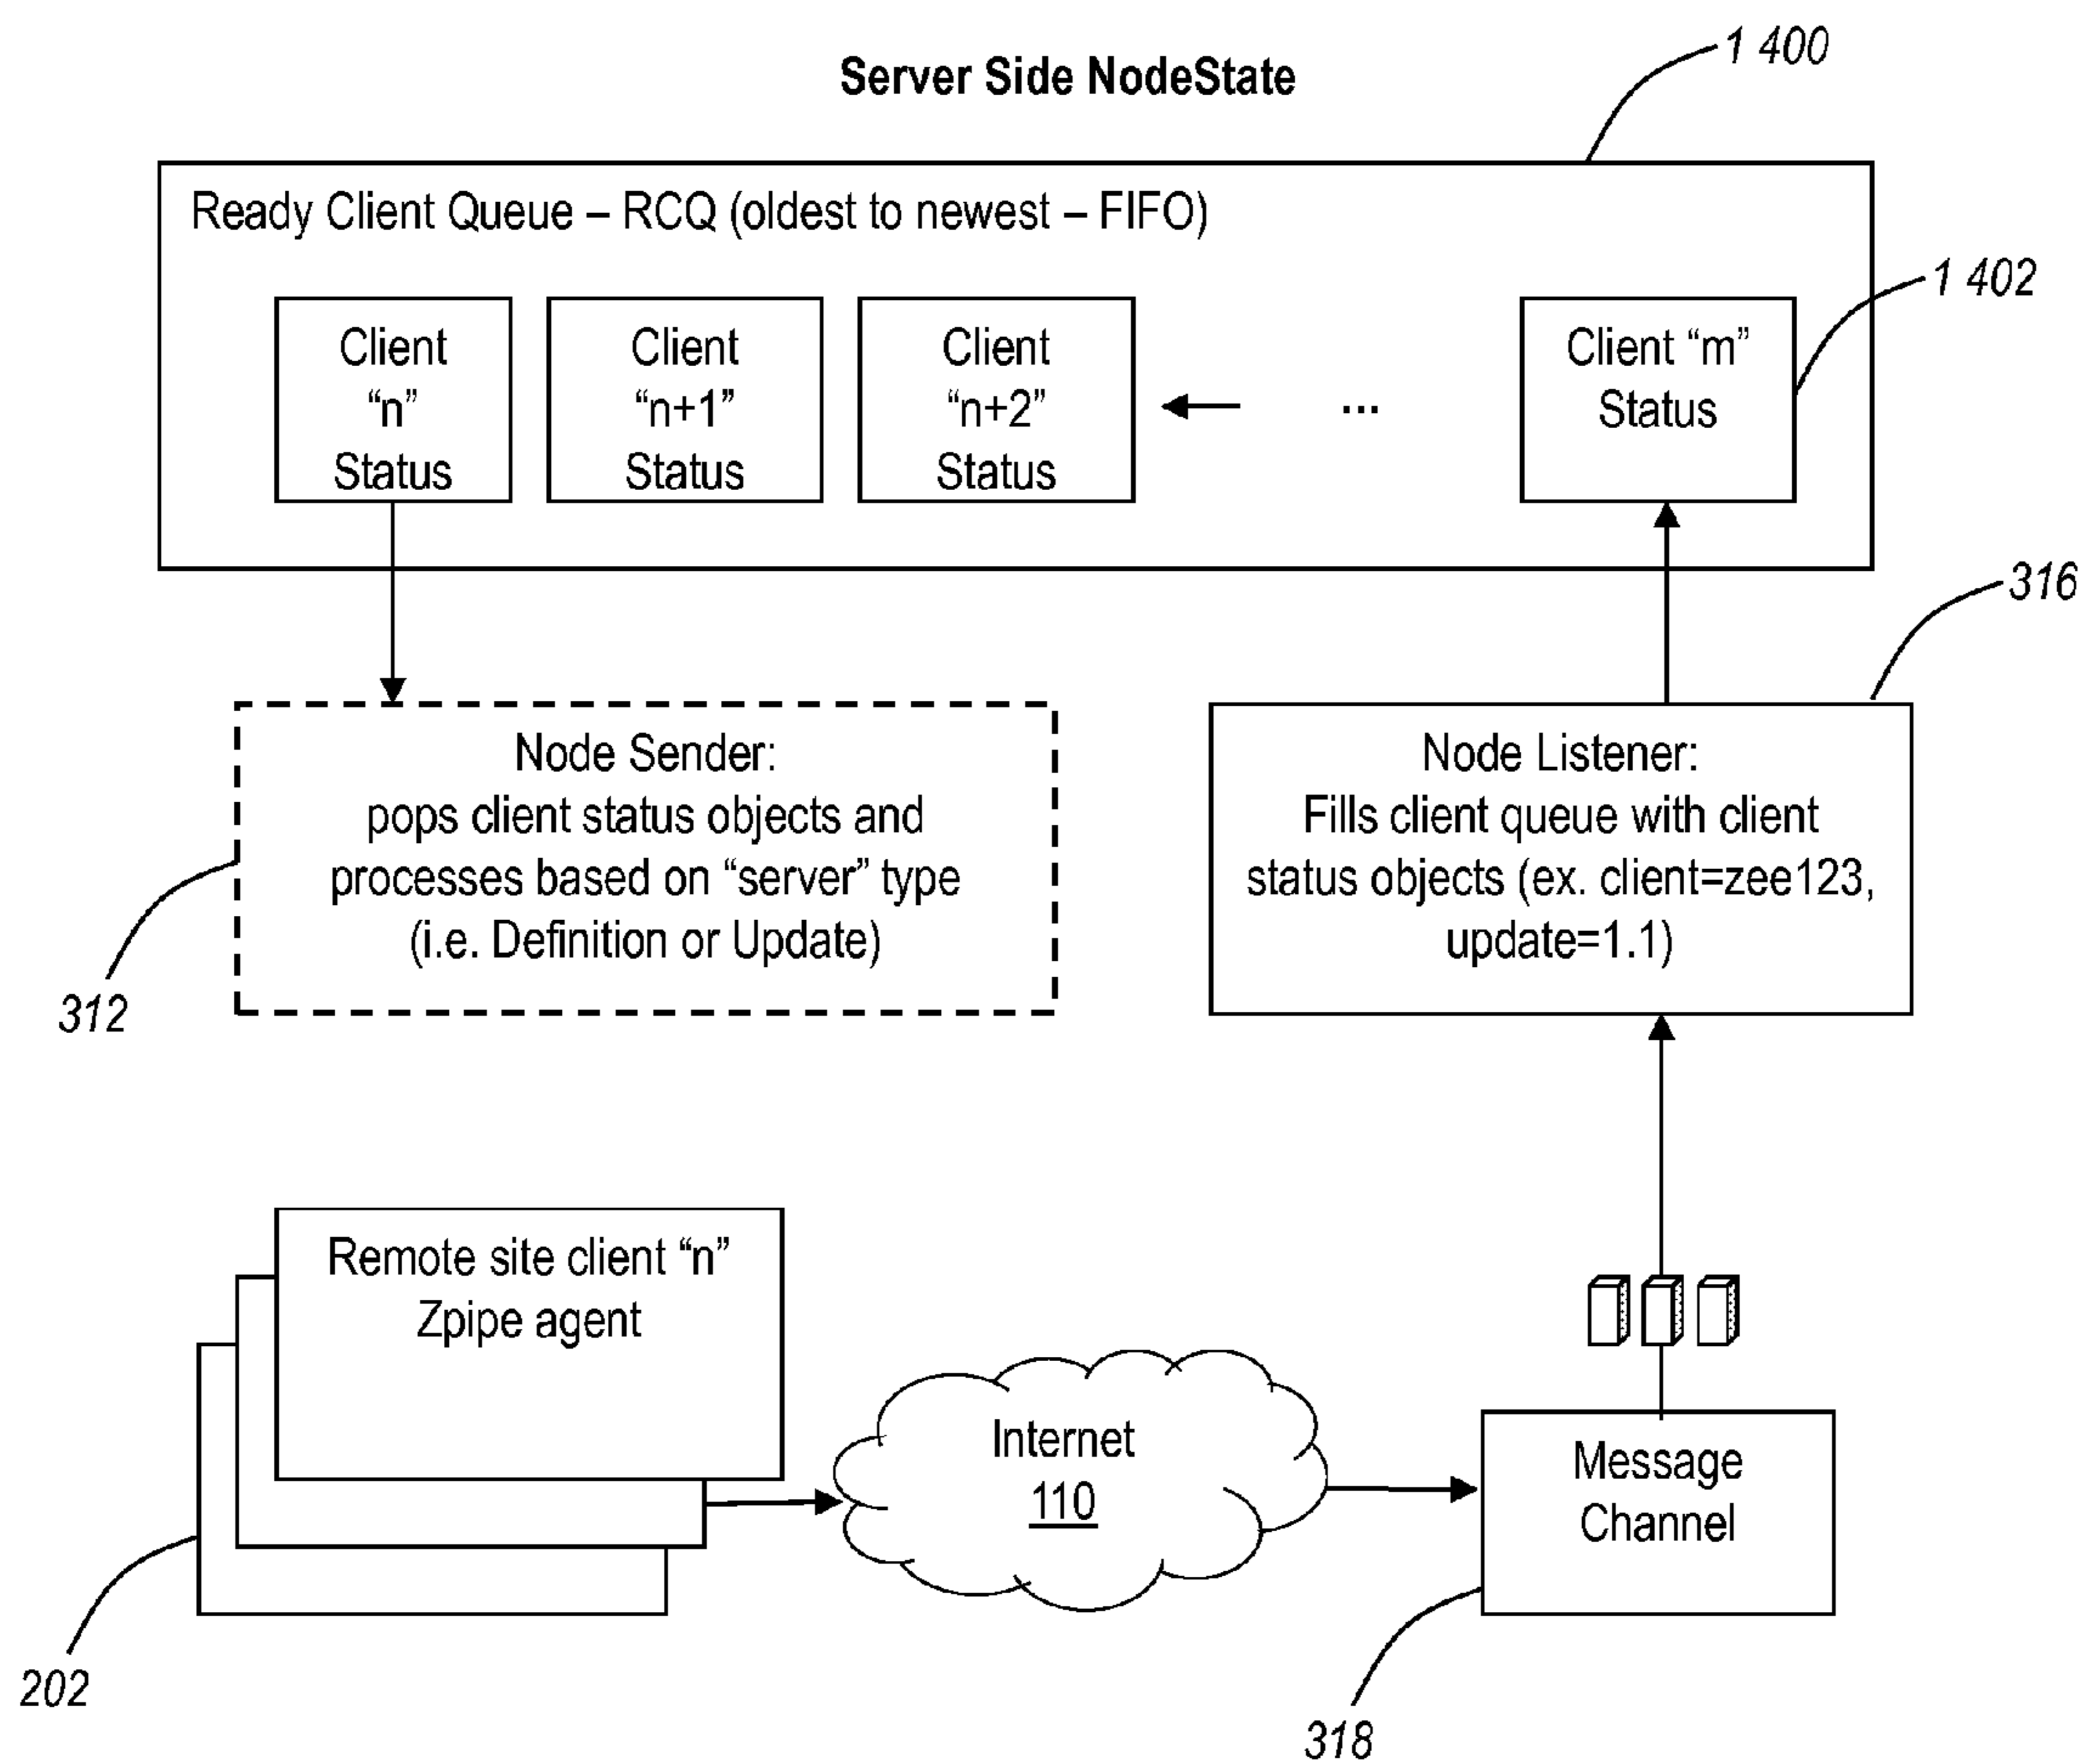 Server Side NodeState
1 400
Ready Client Queue – RCQ (oldest to newest – FIFO)
1 402
Client
“n”
Status
Client
“n+1”
Status
Client
“n+2”
Status
...
Client “m”
Status
316
Node Sender:
pops client status objects and
processes based on “server” type
(i.e. Definition or Update)
312
Node Listener:
Fills client queue with client
status objects (ex. client=zee123,
update=1.1)
Remote site client “n”
Zpipe agent
202
Internet
110
Message
Channel
318